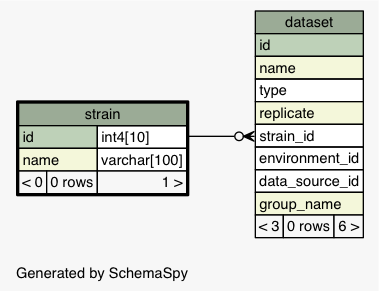 strain
id int4[10]
name varchar[100]
< 0 0 rows 1 >
dataset
id
name
type
replicate
strain_id
environment_id
data_source_id
group_name
< 3 0 rows 6 >
Generated by SchemaSpy